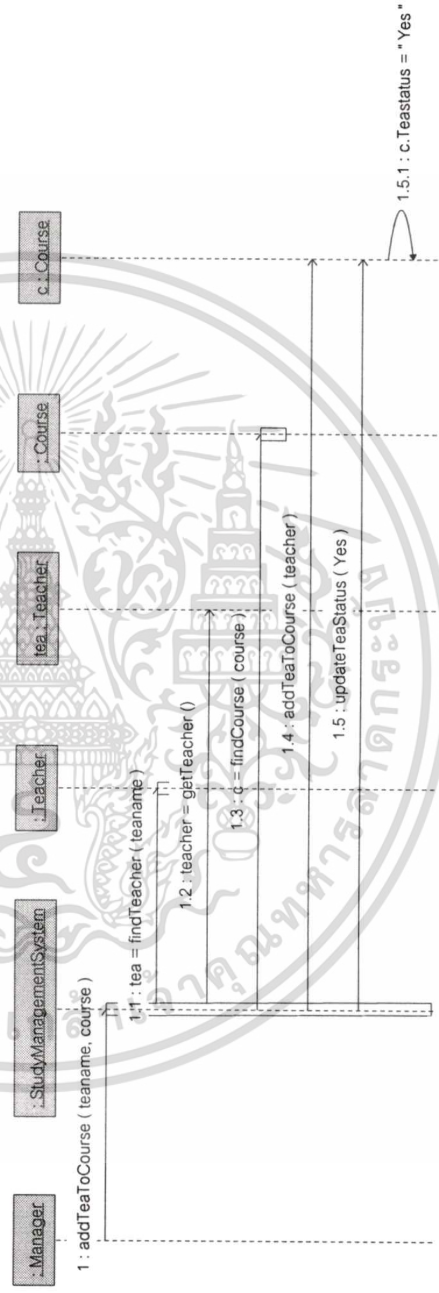 : Manager
: StudyManagementSystem
: Teacher
tea : Teacher
: Course
c : Course
1 : addTeaToCourse ( teaname, course )
1.1 : tea = findTeacher ( teaname )
1.2 : teacher = getTeacher ()
1.3 : c = findCourse ( course )
1.4 : addTeaToCourse ( teacher )
1.5 : updateTeaStatus ( Yes )
1.5.1 : c.Teastatus = " Yes "